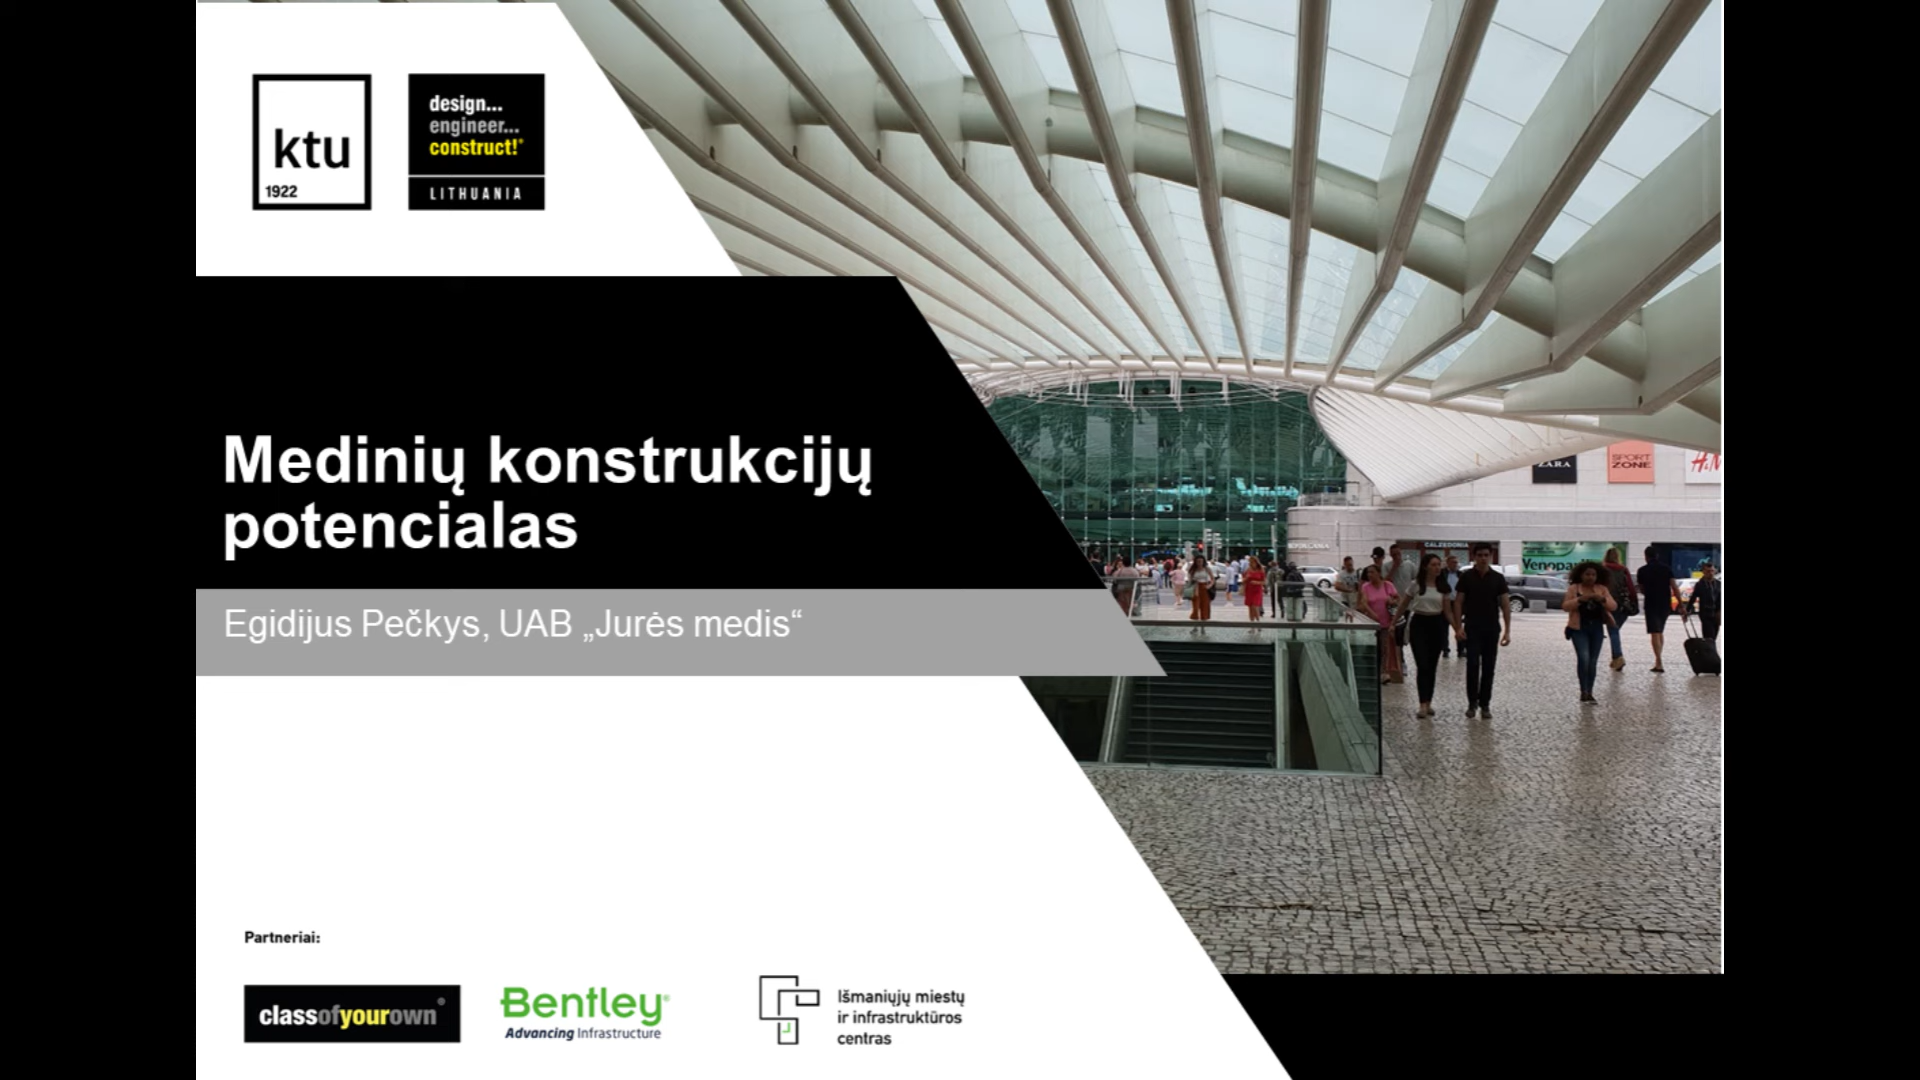 ktu
1922
design...
engineer...
construct!
LITHUANIA
Medinių konstrukcijų
potencialas
Egidijus Pečkys, UAB „Jurės medis“
ZARA
SPORT
ZONE
H&M
CALZEDONIA
Partneriai:
classofyourown®
Bentley®
Advancing Infrastructure
Išmaniųjų miestų
ir infrastruktūros
centras